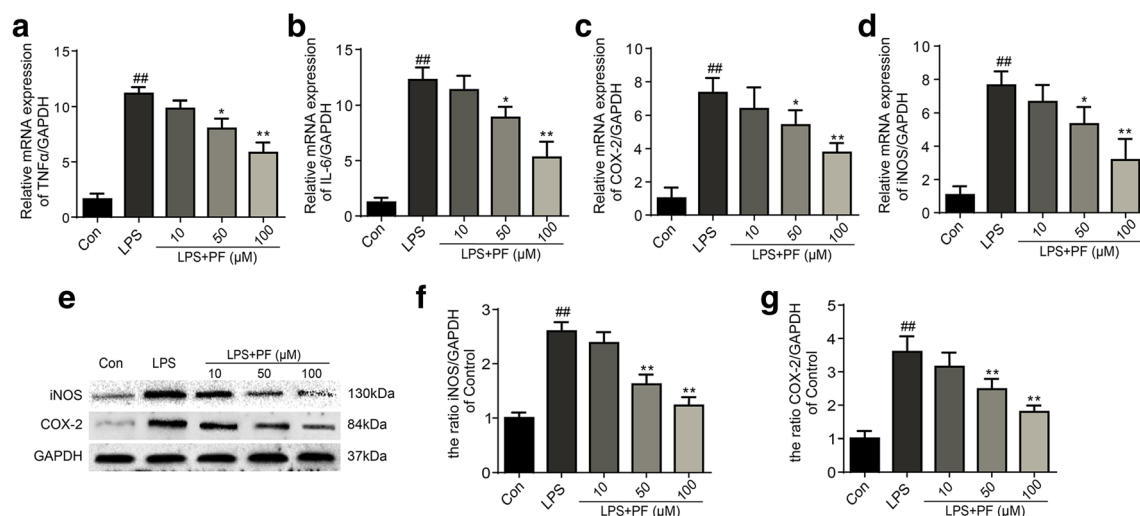 a
Relative mRNA expression
of TNFα/GAPDH
15
10
5
0
##
*
**
Con
LPS
10
50
100
LPS+PF (μM)
b
Relative mRNA expression
of IL-6/GAPDH
15
10
5
0
##
*
**
Con
LPS
10
50
100
LPS+PF (μM)
c
Relative mRNA expression
of COX-2/GAPDH
10
8
6
4
2
0
##
*
**
Con
LPS
10
50
100
LPS+PF (μM)
d
Relative mRNA expression
of iNOS/GAPDH
10
8
6
4
2
0
##
*
**
Con
LPS
10
50
100
LPS+PF (μM)
e
Con LPS LPS+PF (μM)
10 50 100
iNOS 130kDa
COX-2 84kDa
GAPDH 37kDa
f
the ratio iNOS/GAPDH
of Control
3
2
1
0
##
**
**
Con
LPS
10
50
100
LPS+PF (μM)
g
the ratio COX-2/GAPDH
of Control
5
4
3
2
1
0
##
**
**
Con
LPS
10
50
100
LPS+PF (μM)